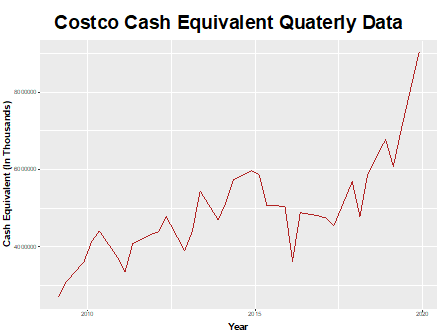 Costco Cash Equivalent Quaterly Data
Cash Equivalent (In Thousands)
8000000
6000000
4000000
2010
2015
2020
Year